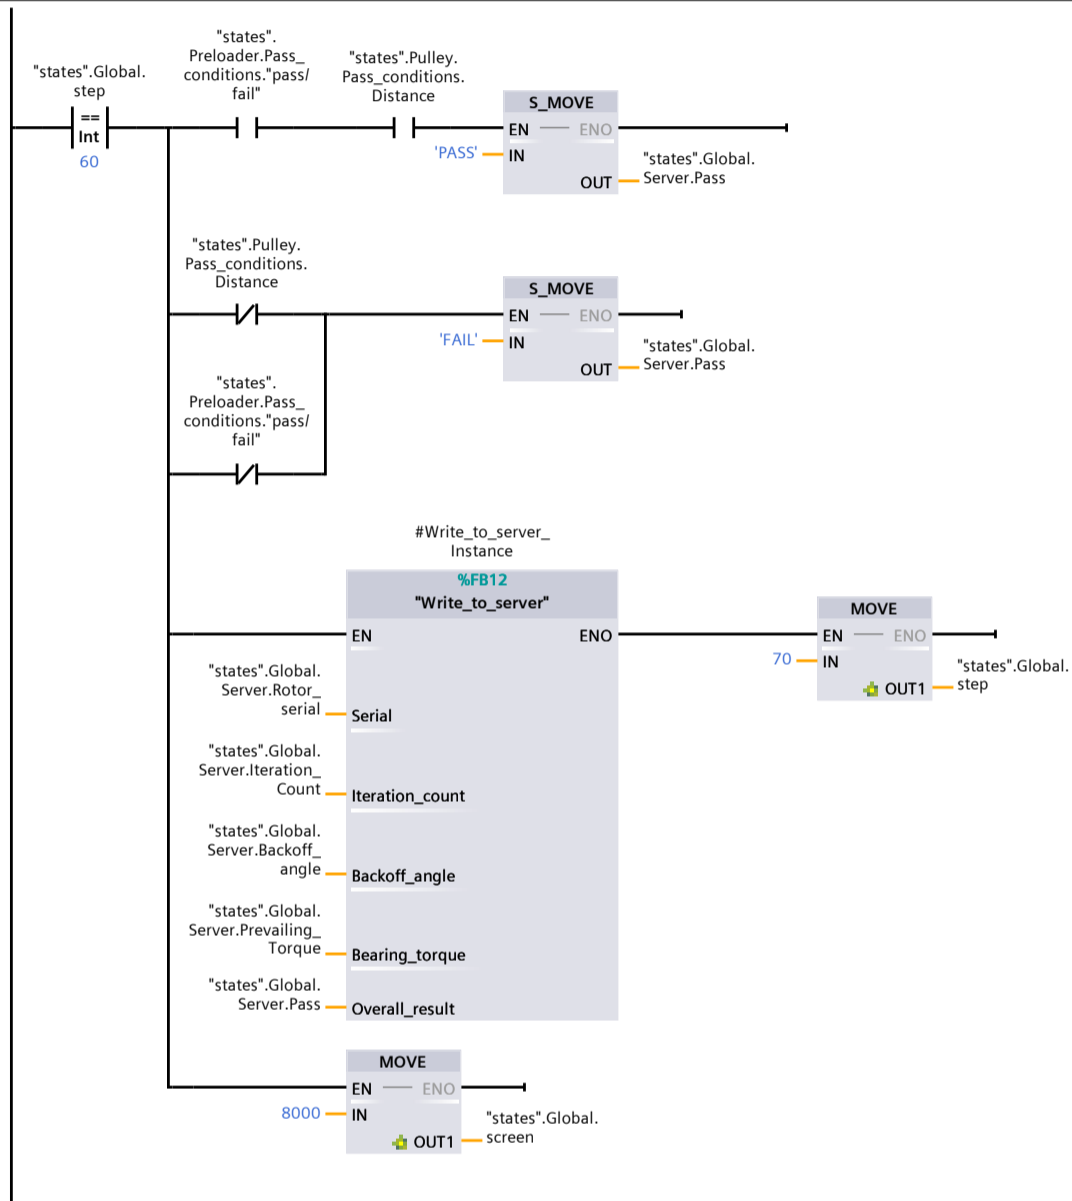 "states".Global.
step
==
Int
60
"states".
Preloader.Pass_
conditions."pass/
fail"
"states".Pulley.
Pass_conditions.
Distance
S_MOVE
EN
ENO
'PASS'
IN
OUT
"states".Global.
Server.Pass
"states".Pulley.
Pass_conditions.
Distance
S_MOVE
EN
ENO
'FAIL'
IN
OUT
"states".Global.
Server.Pass
"states".
Preloader.Pass_
conditions."pass/
fail"
#Write_to_server_
Instance
%FB12
"Write_to_server"
EN
ENO
"states".Global.
Server.Rotor_
serial
Serial
"states".Global.
Server.Iteration_
Count
Iteration_count
"states".Global.
Server.Backoff_
angle
Backoff_angle
"states".Global.
Server.Prevailing_
Torque
Bearing_torque
"states".Global.
Server.Pass
Overall_result
MOVE
EN
ENO
70
IN
OUT1
"states".Global.
step
MOVE
EN
ENO
8000
IN
OUT1
"states".Global.
screen